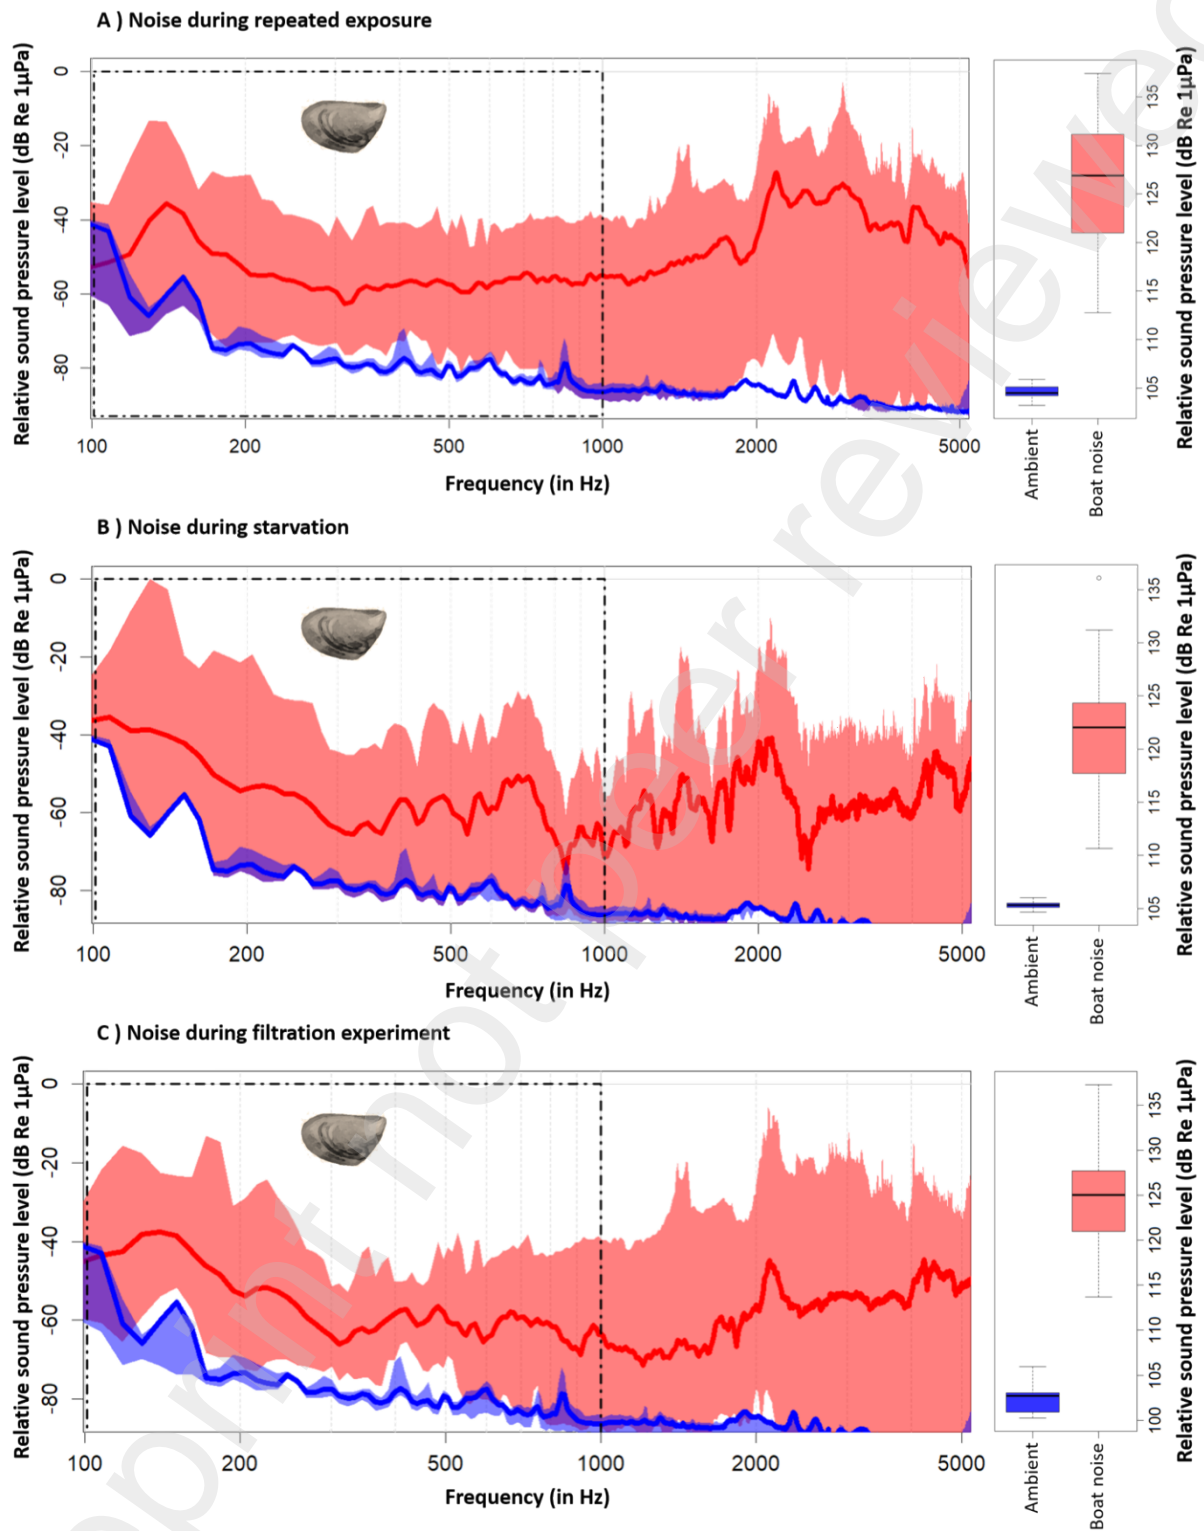 A ) Noise during repeated exposure
Relative sound pressure level (dB Re 1µPa)
0
-20
-40
-60
-80
100 200 500 1000 2000 5000
Frequency (in Hz)
135
130
125
120
115
110
105
Relative sound pressure level (dB Re 1µPa)
Ambient
Boat noise
B ) Noise during starvation
Relative sound pressure level (dB Re 1µPa)
0
-20
-40
-60
-80
100 200 500 1000 2000 5000
Frequency (in Hz)
135
130
125
120
115
110
105
Relative sound pressure level (dB Re 1µPa)
Ambient
Boat noise
C ) Noise during filtration experiment
Relative sound pressure level (dB Re 1µPa)
0
-20
-40
-60
-80
100 200 500 1000 2000 5000
Frequency (in Hz)
135
130
125
120
115
110
105
100
Relative sound pressure level (dB Re 1µPa)
Ambient
Boat noise
print not peer reviewed